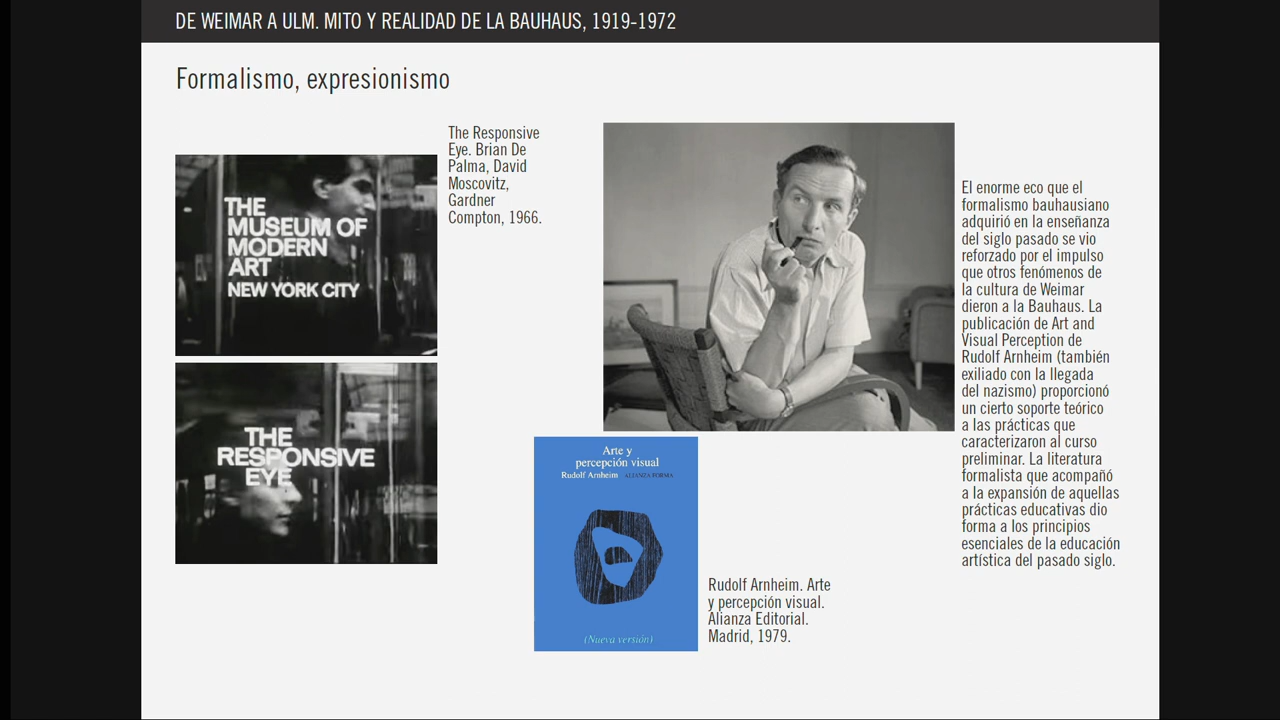 DE WEIMAR A ULM. MITO Y REALIDAD DE LA BAUHAUS, 1919-1972
Formalismo, expresionismo
THE
MUSEUM OF
MODERN
ART
NEW YORK CITY
THE
RESPONSIVE
EYE
The Responsive
Eye. Brian De
Palma, David
Moscovitz,
Gardner
Compton, 1966.
Arte y
percepción visual
Rudolf Arnheim ALIANZA FORMA
(Nueva versión)
Rudolf Arnheim. Arte
y percepción visual.
Alianza Editorial.
Madrid, 1979.
El enorme eco que el
formalismo bauhausiano
adquirió en la enseñanza
del siglo pasado se vio
reforzado por el impulso
que otros fenómenos de
la cultura de Weimar
dieron a la Bauhaus. La
publicación de Art and
Visual Perception de
Rudolf Arnheim (también
exiliado con la llegada
del nazismo) proporcionó
un cierto soporte teórico
a las prácticas que
caracterizaron al curso
preliminar. La literatura
formalista que acompañó
a la expansión de aquellas
prácticas educativas dio
forma a los principios
esenciales de la educación
artística del pasado siglo.